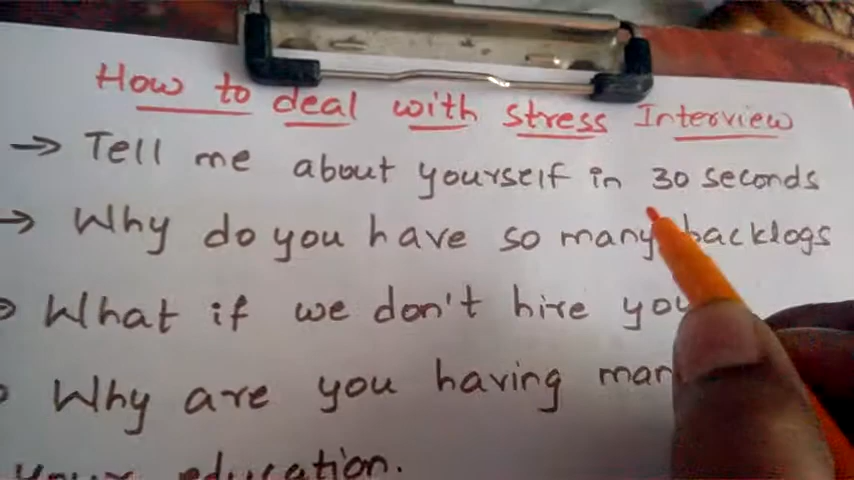 How to deal with stress Interview
→ Tell me about yourself in 30 seconds
→ Why do you have so many backlogs
What if we don't hire you
Why are you having
your education.